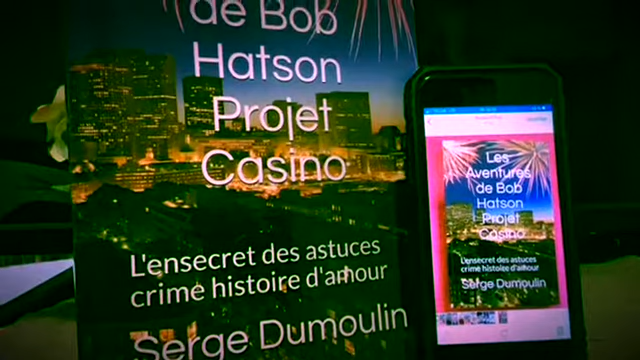 de Bob
Hatson
Projet
Casino
L'ensecret des astuces
crime histoire d'amour
Serge Dumoulin
Les
Aventures
de Bob
Hatson
Projet
Casino
L'ensecret des astuces
crime histoire d'amour
Serge Dumoulin